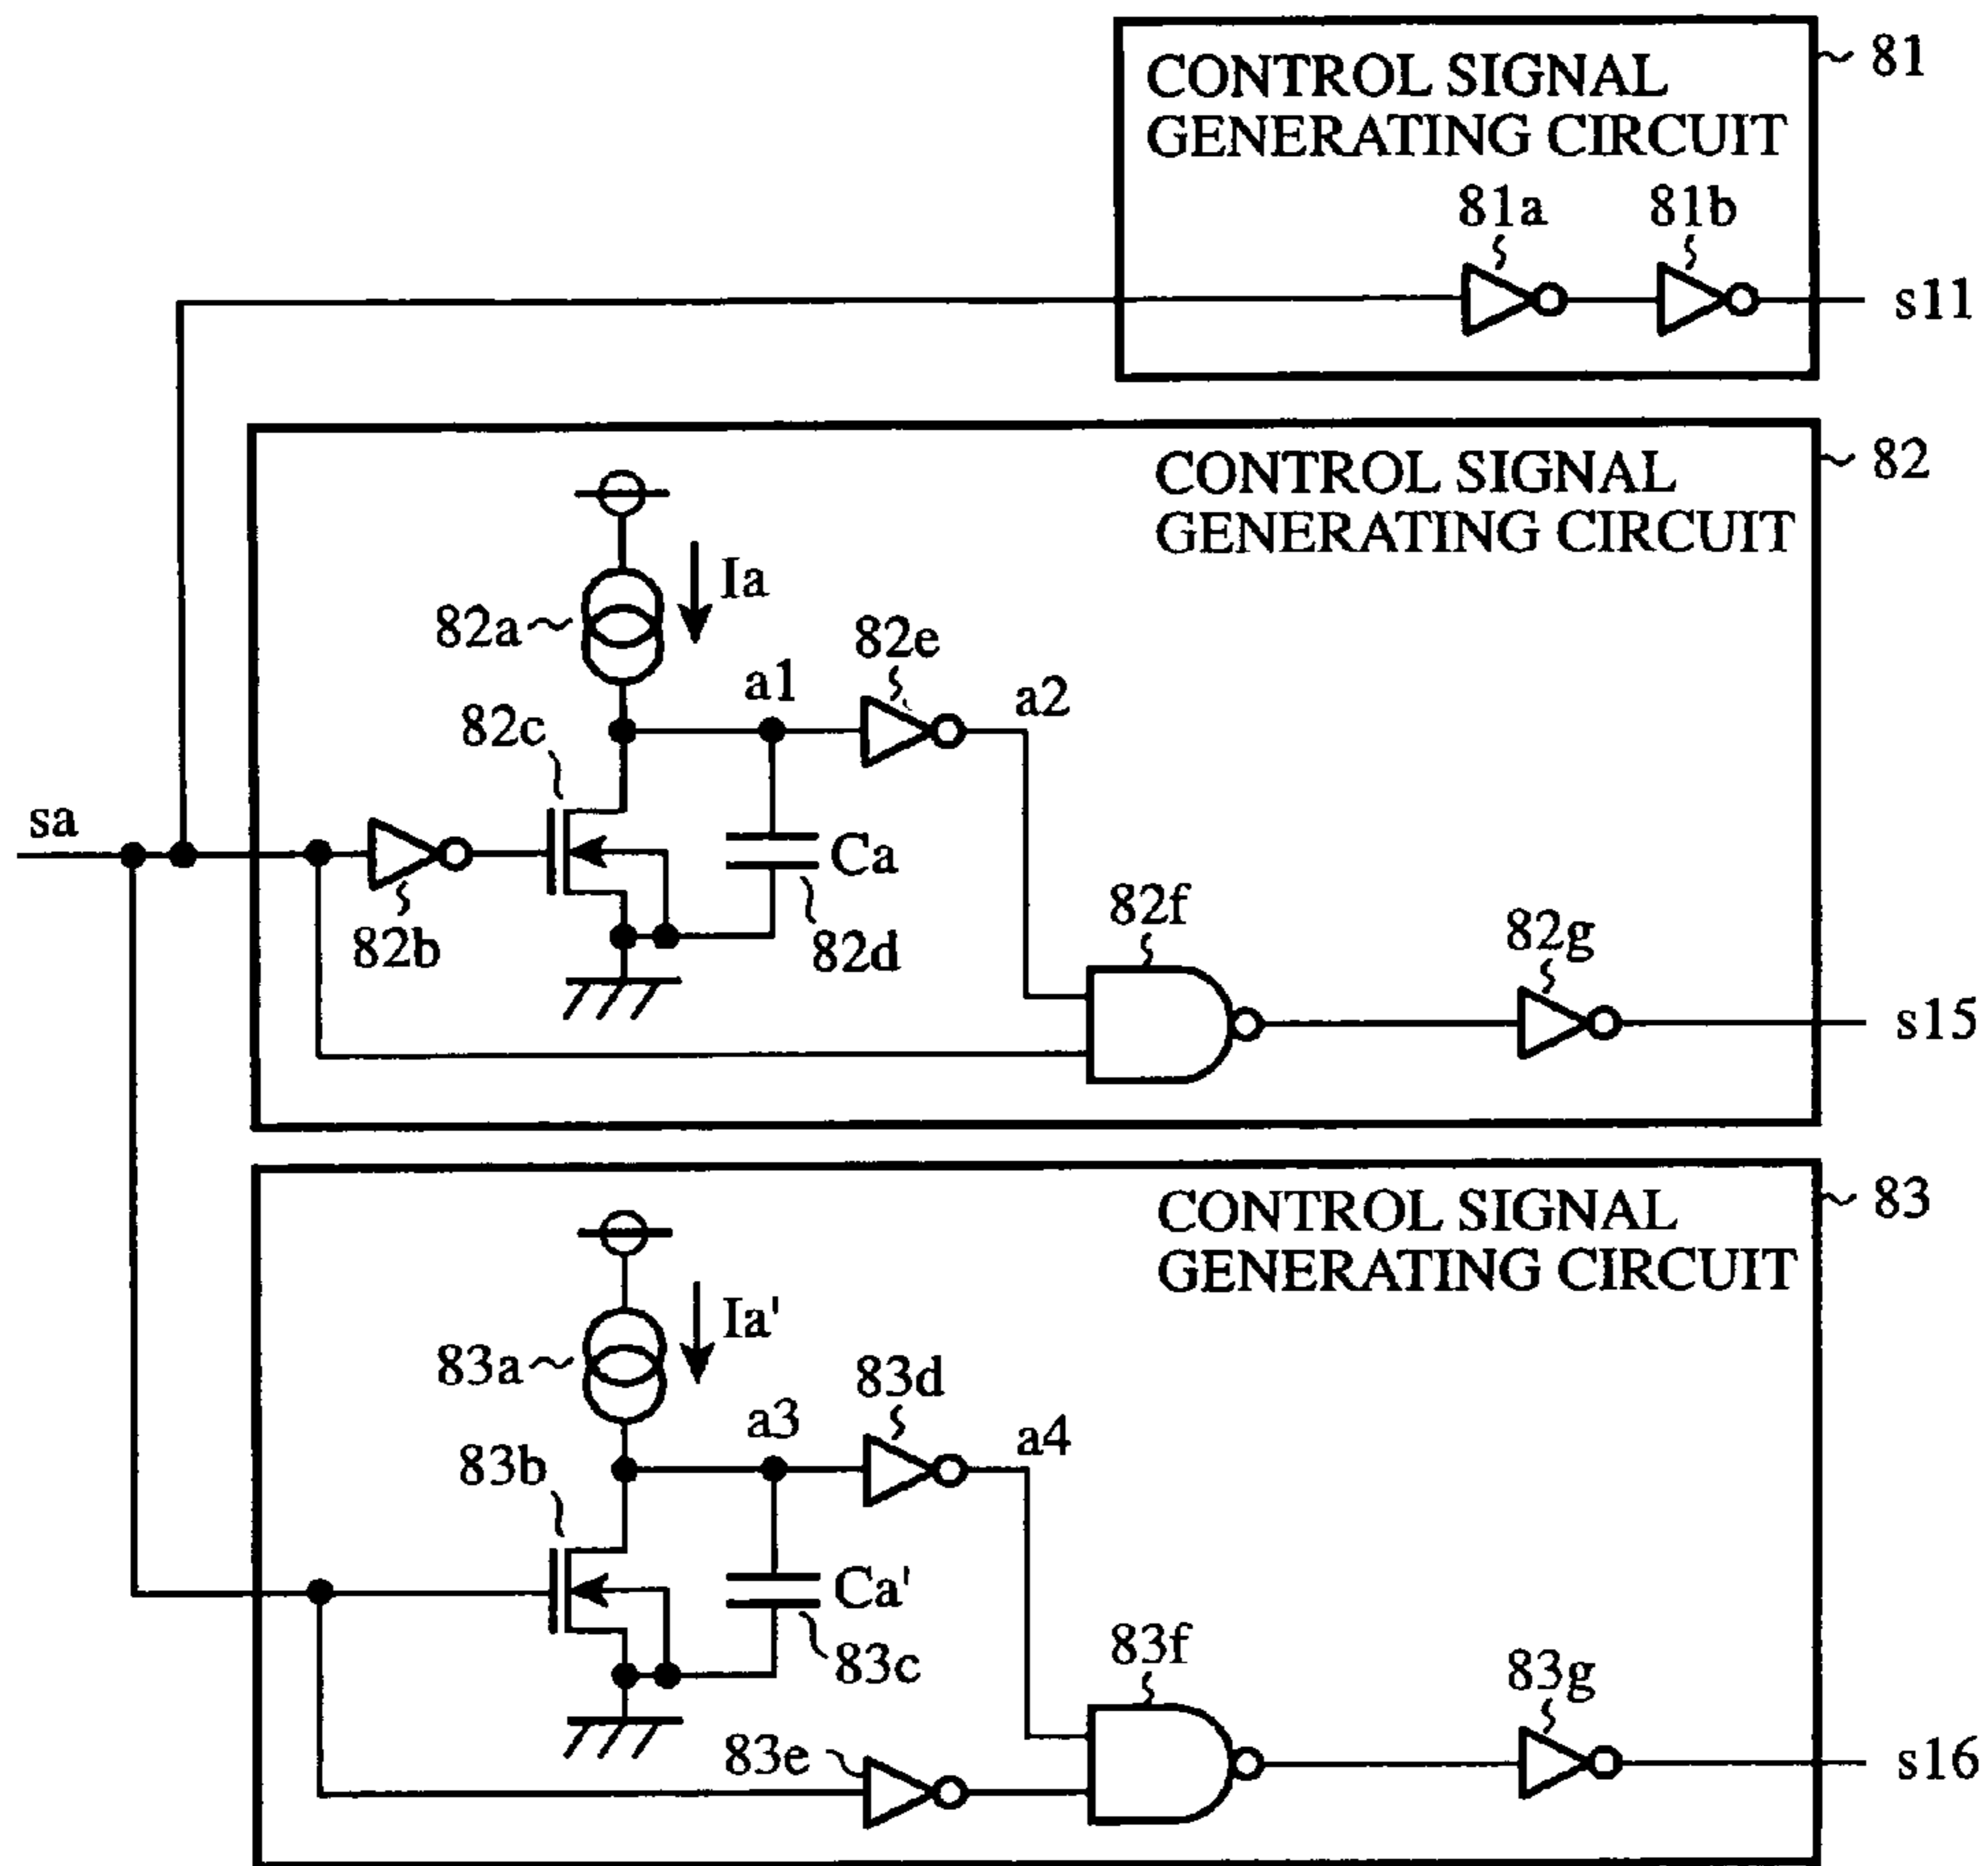 CONTROL SIGNAL
GENERATING CIRCUIT
81
81a
81b
s11
CONTROL SIGNAL
GENERATING CIRCUIT
82
Ia
82a
82e
a1
a2
82c
sa
Ca
82b
82d
82f
82g
s15
CONTROL SIGNAL
GENERATING CIRCUIT
83
Ia'
83a
83d
a3
a4
83b
Ca'
83c
83f
83g
83e
s16